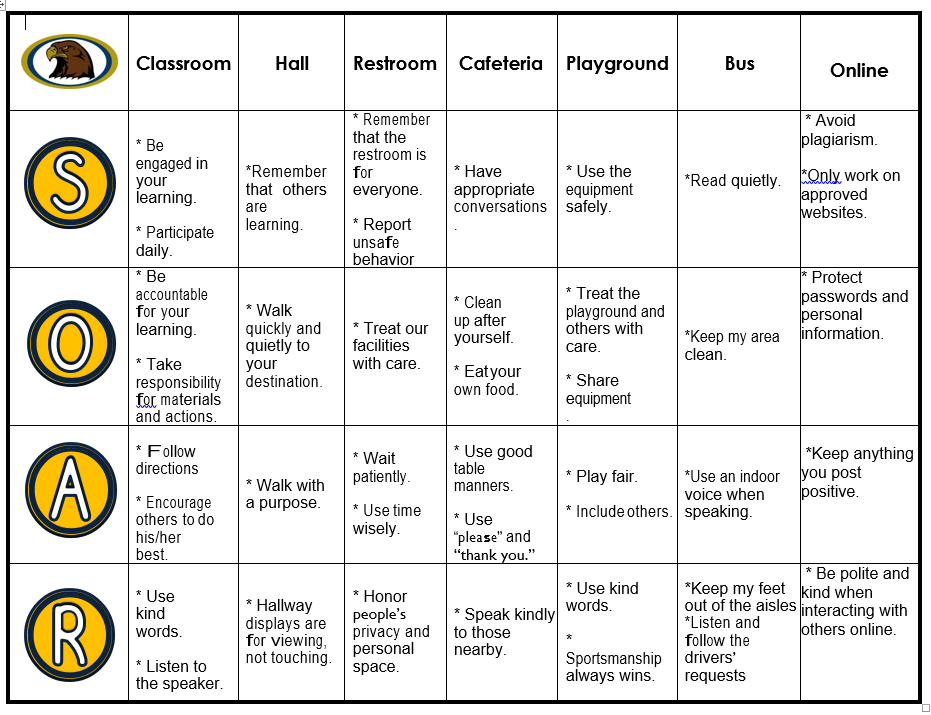 Classroom
Hall
Restroom
Cafeteria
Playground
Bus
Online
S
* Be
engaged in
your
learning.
* Participate
daily.
*Remember
that others
are
learning.
* Remember
that the
restroom is
for
everyone.
* Report
unsafe
behavior
* Have
appropriate
conversations
.
* Use the
equipment
safely.
*Read quietly.
* Avoid
plagiarism.
*Only work on
approved
websites.
O
* Be
accountable
for your
learning.
* Take
responsibility
for materials
and actions.
* Walk
quickly and
quietly to
your
destination.
* Treat our
facilities
with care.
* Clean
up after
yourself.
* Eat your
own food.
* Treat the
playground and
others with
care.
* Share
equipment
.
*Keep my area
clean.
* Protect
passwords and
personal
information.
A
* Follow
directions
* Encourage
others to do
his/her
best.
* Walk with
a purpose.
* Wait
patiently.
* Use time
wisely.
* Use good
table
manners.
* Use
“please” and
“thank you.”
* Play fair.
* Include others.
*Use an indoor
voice when
speaking.
*Keep anything
you post
positive.
R
* Use
kind
words.
* Listen to
the speaker.
* Hallway
displays are
for viewing,
not touching.
* Honor
people’s
privacy and
personal
space.
* Speak kindly
to those
nearby.
* Use kind
words.
*
Sportsmanship
always wins.
*Keep my feet
out of the aisles
*Listen and
follow the
drivers’
requests
* Be polite and
kind when
interacting with
others online.